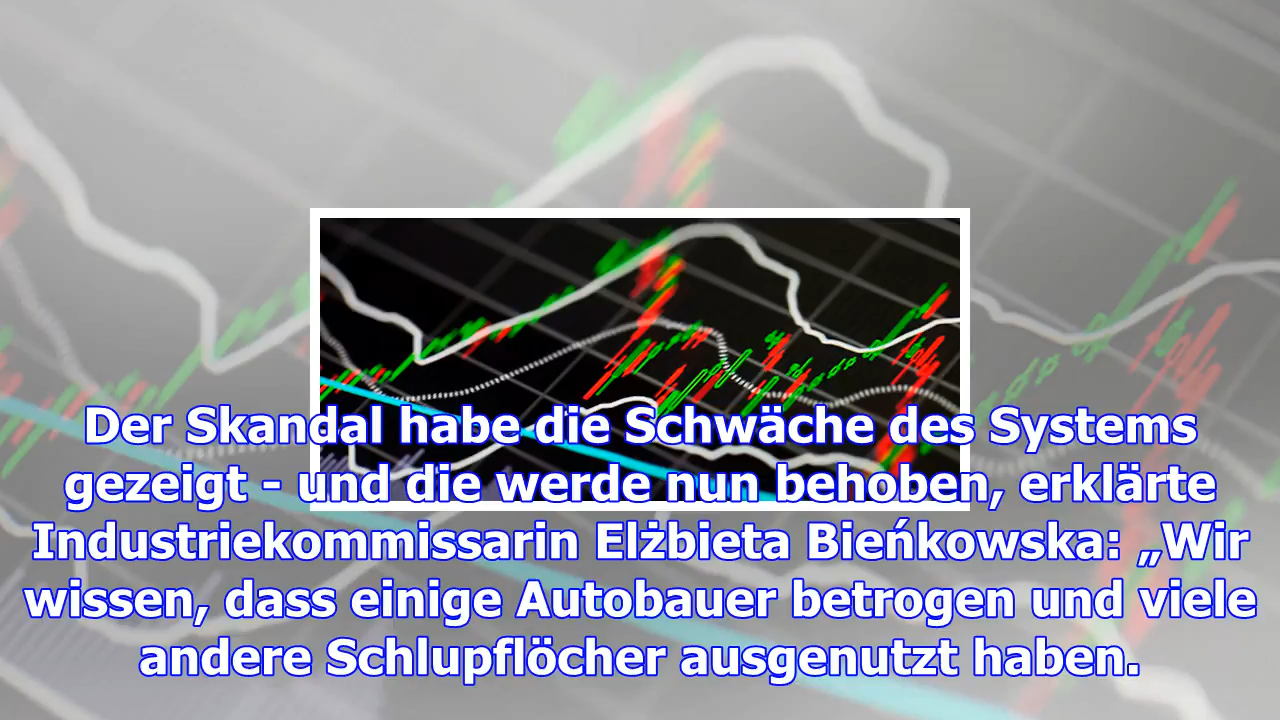 Der Skandal habe die Schwäche des Systems
gezeigt - und die werde nun behoben, erklärte
Industriekommissarin Elżbieta Bieńkowska: „Wir
wissen, dass einige Autobauer betrogen und viele
andere Schlupflöcher ausgenutzt haben.